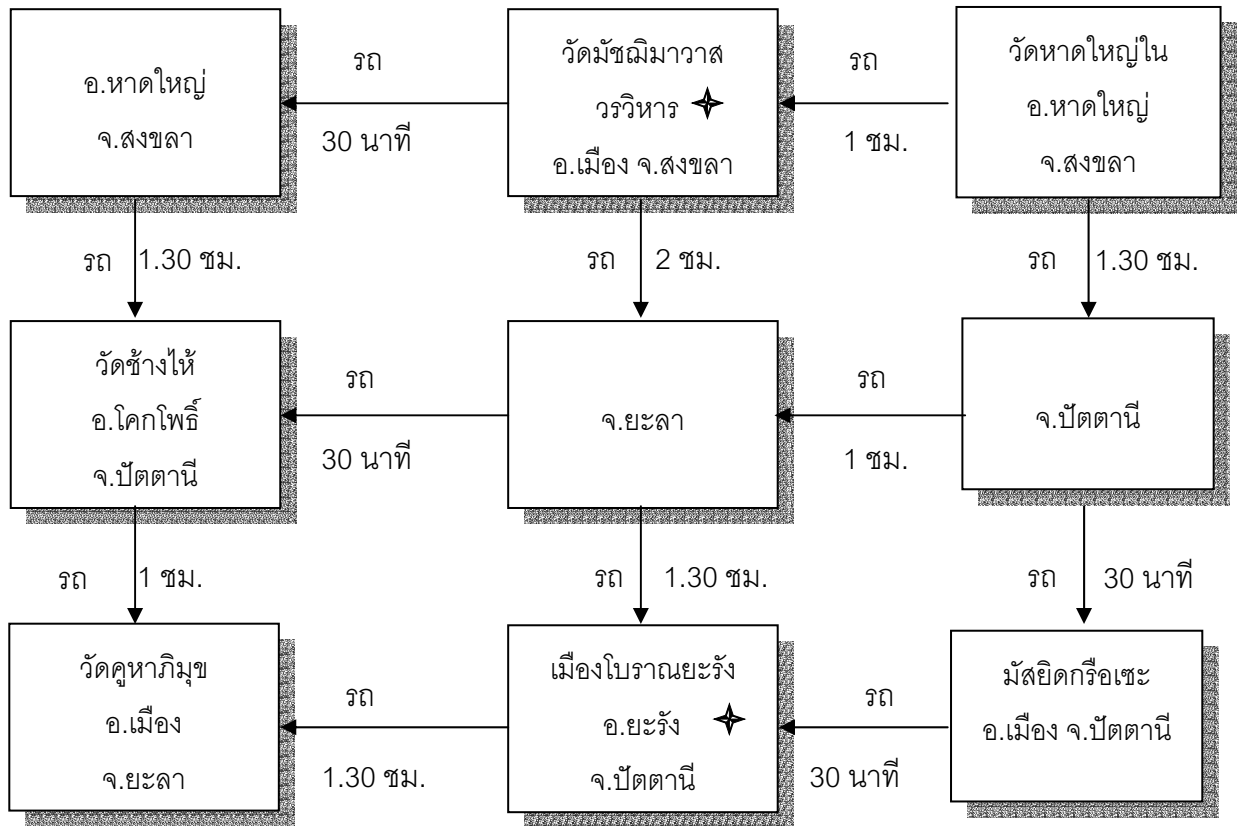 อ.หาดใหญ่
จ.สงขลา
รถ
30 นาที
วัดมัชฌิมาวาส
วรวิหาร
อ.เมือง จ.สงขลา
รถ
1 ชม.
วัดหาดใหญ่ใน
อ.หาดใหญ่
จ.สงขลา
รถ 1.30 ชม.
รถ 2 ชม.
รถ 1.30 ชม.
วัดช้างไห้
อ.โคกโพธิ์
จ.ปัตตานี
รถ
30 นาที
จ.ยะลา
รถ
1 ชม.
จ.ปัตตานี
รถ 1 ชม.
รถ 1.30 ชม.
รถ 30 นาที
วัดคูหาภิมุข
อ.เมือง
จ.ยะลา
รถ
1.30 ชม.
เมืองโบราณยะรัง
อ.ยะรัง
จ.ปัตตานี
รถ
30 นาที
มัสยิดกรือเซะ
อ.เมือง จ.ปัตตานี